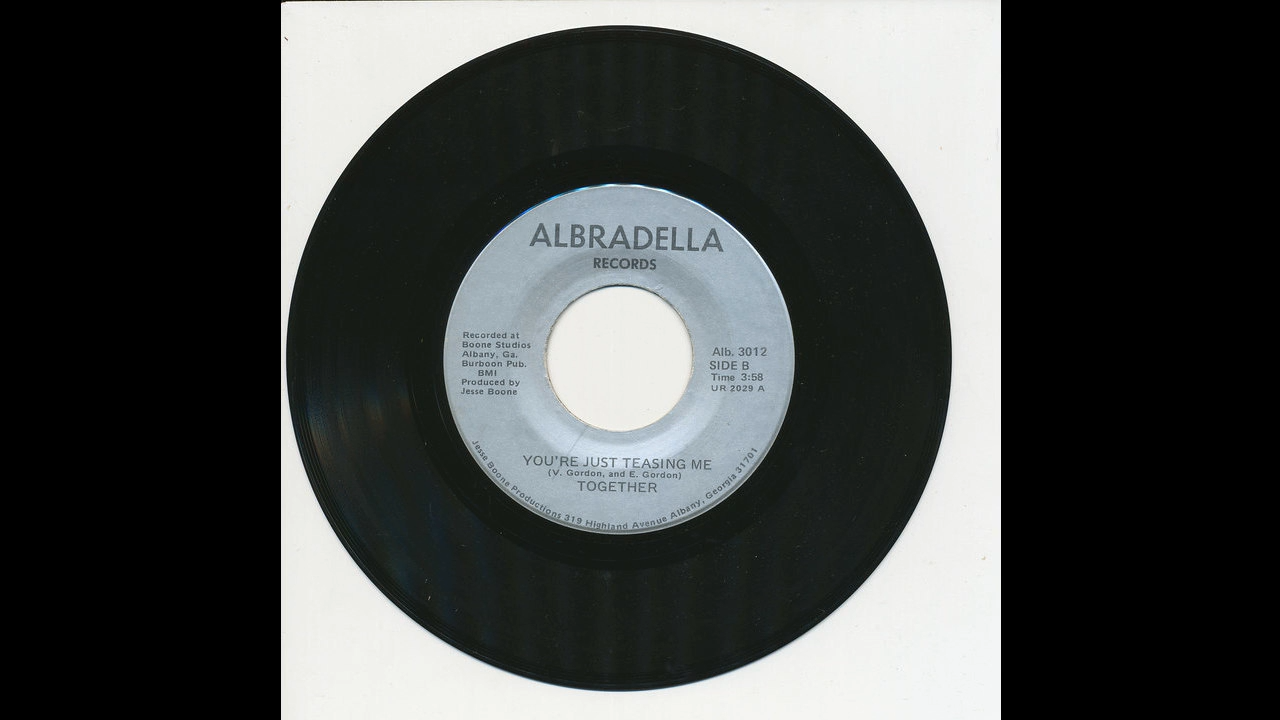 ALBRADELLA
RECORDS
Recorded at
Boone Studios
Albany, Ga.
Burboon Pub.
BMI
Produced by
Jesse Boone
Alb. 3012
SIDE B
Time 3:58
UR 2029 A
YOU'RE JUST TEASING ME
(V. Gordon, and E. Gordon)
TOGETHER
Jesse Boone Productions 319 Highland Avenue Albany, Georgia 31701